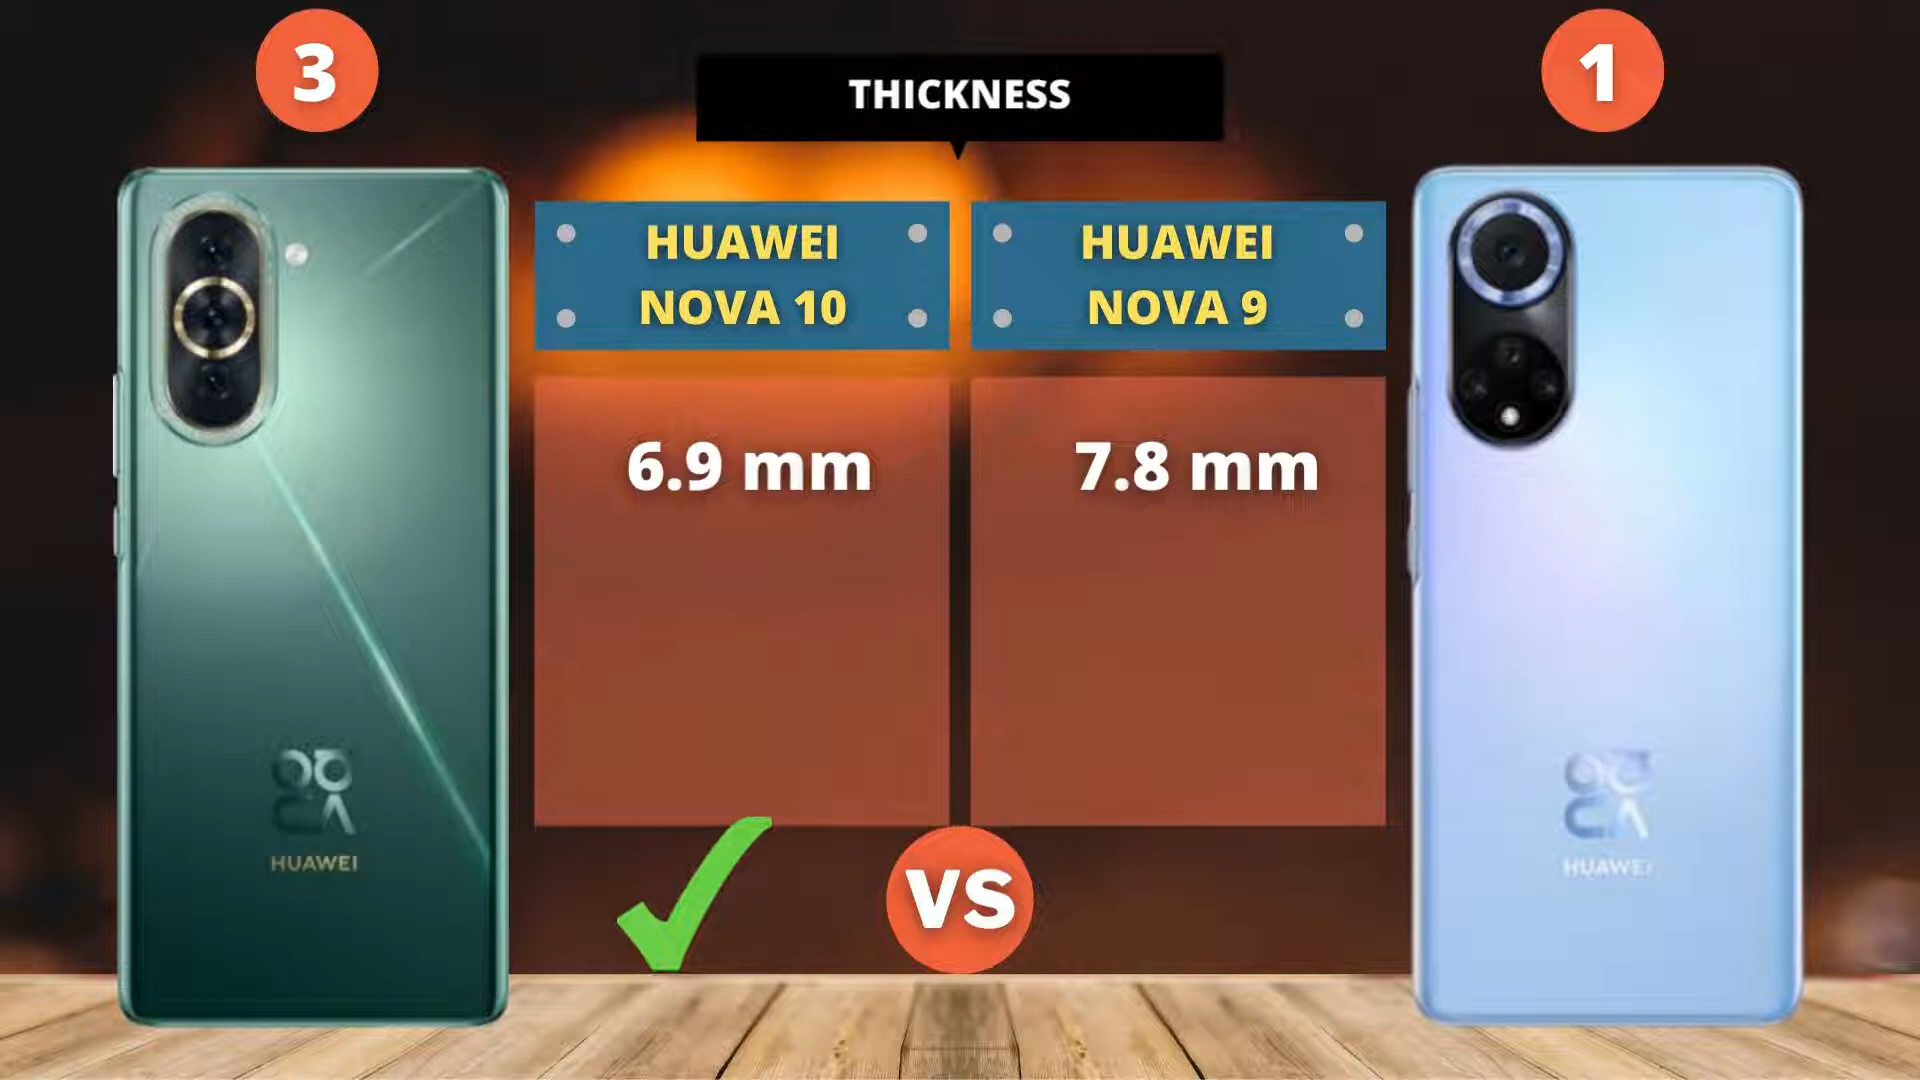 3
THICKNESS
1
HUAWEI
NOVA 10
HUAWEI
NOVA 9
6.9 mm
7.8 mm
HUAWEI
HUAWEI
VS